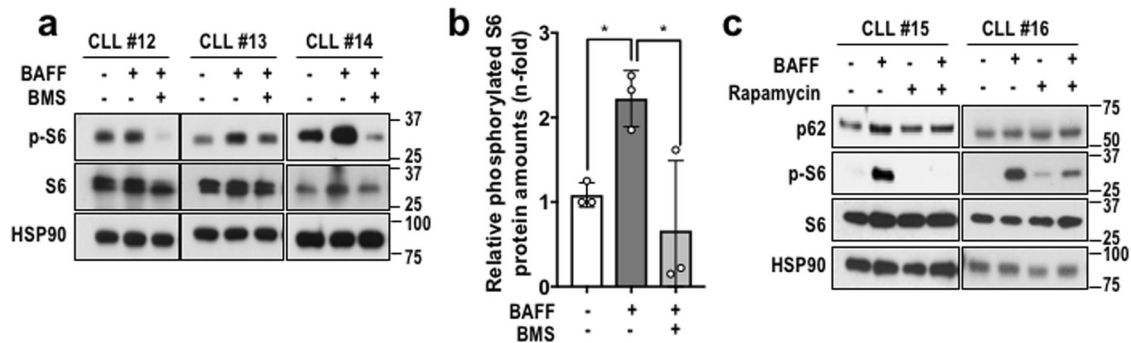 a
CLL #12 CLL #13 CLL #14
BAFF - + + - + + - + +
BMS - - + - - + - - +
p-S6 37 25
S6 37 25
HSP90 100 75
b
Relative phosphorylated S6
protein amounts (n-fold)
3
2
1
0
* *
BAFF - + +
BMS - - +
c
CLL #15 CLL #16
BAFF - + - + - + - +
Rapamycin - - + + - - + +
p62 75 50
p-S6 37 25
S6 37 25
HSP90 100 75